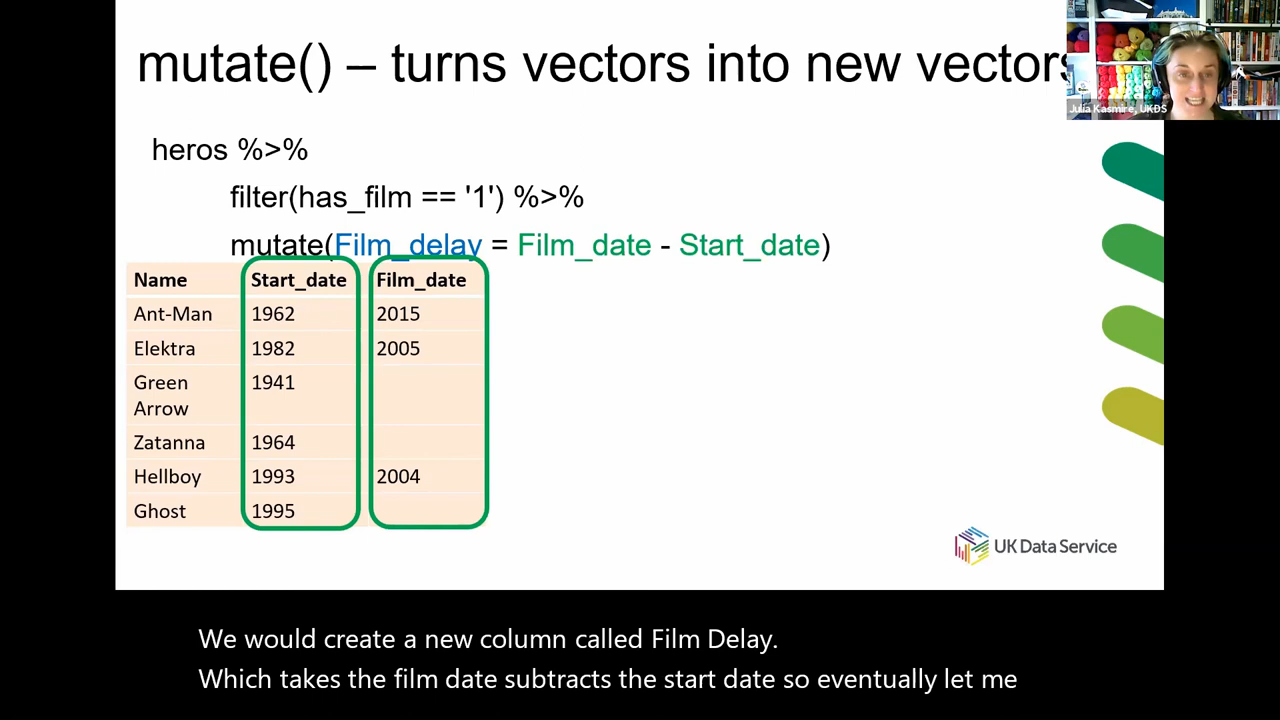 mutate() – turns vectors into new vectors
Julia Kasmire, UKDS
heros %>%
filter(has_film == '1') %>%
mutate(Film_delay = Film_date - Start_date)
Name Start_date Film_date
Ant-Man 1962 2015
Elektra 1982 2005
Green 1941
Arrow
Zatanna 1964
Hellboy 1993 2004
Ghost 1995
UK Data Service
We would create a new column called Film Delay.
Which takes the film date subtracts the start date so eventually let me